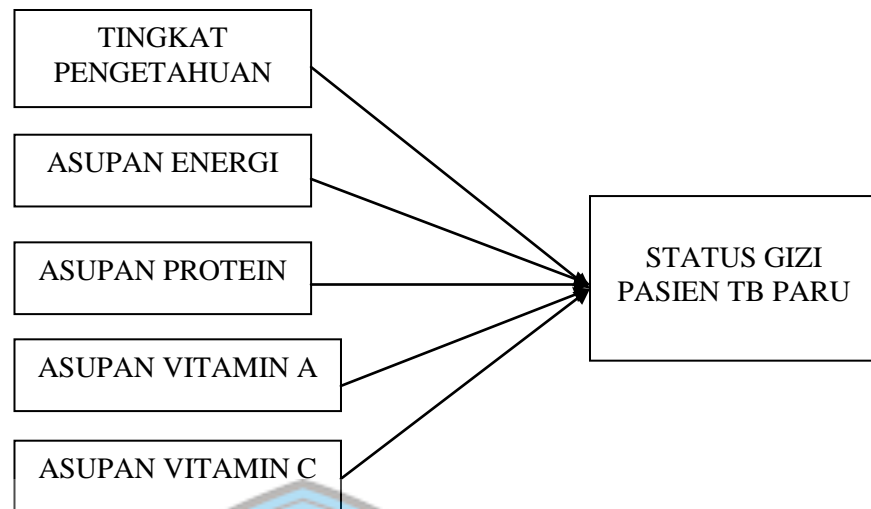 TINGKAT
PENGETAHUAN
ASUPAN ENERGI
ASUPAN PROTEIN
ASUPAN VITAMIN A
ASUPAN VITAMIN C
STATUS GIZI
PASIEN TB PARU